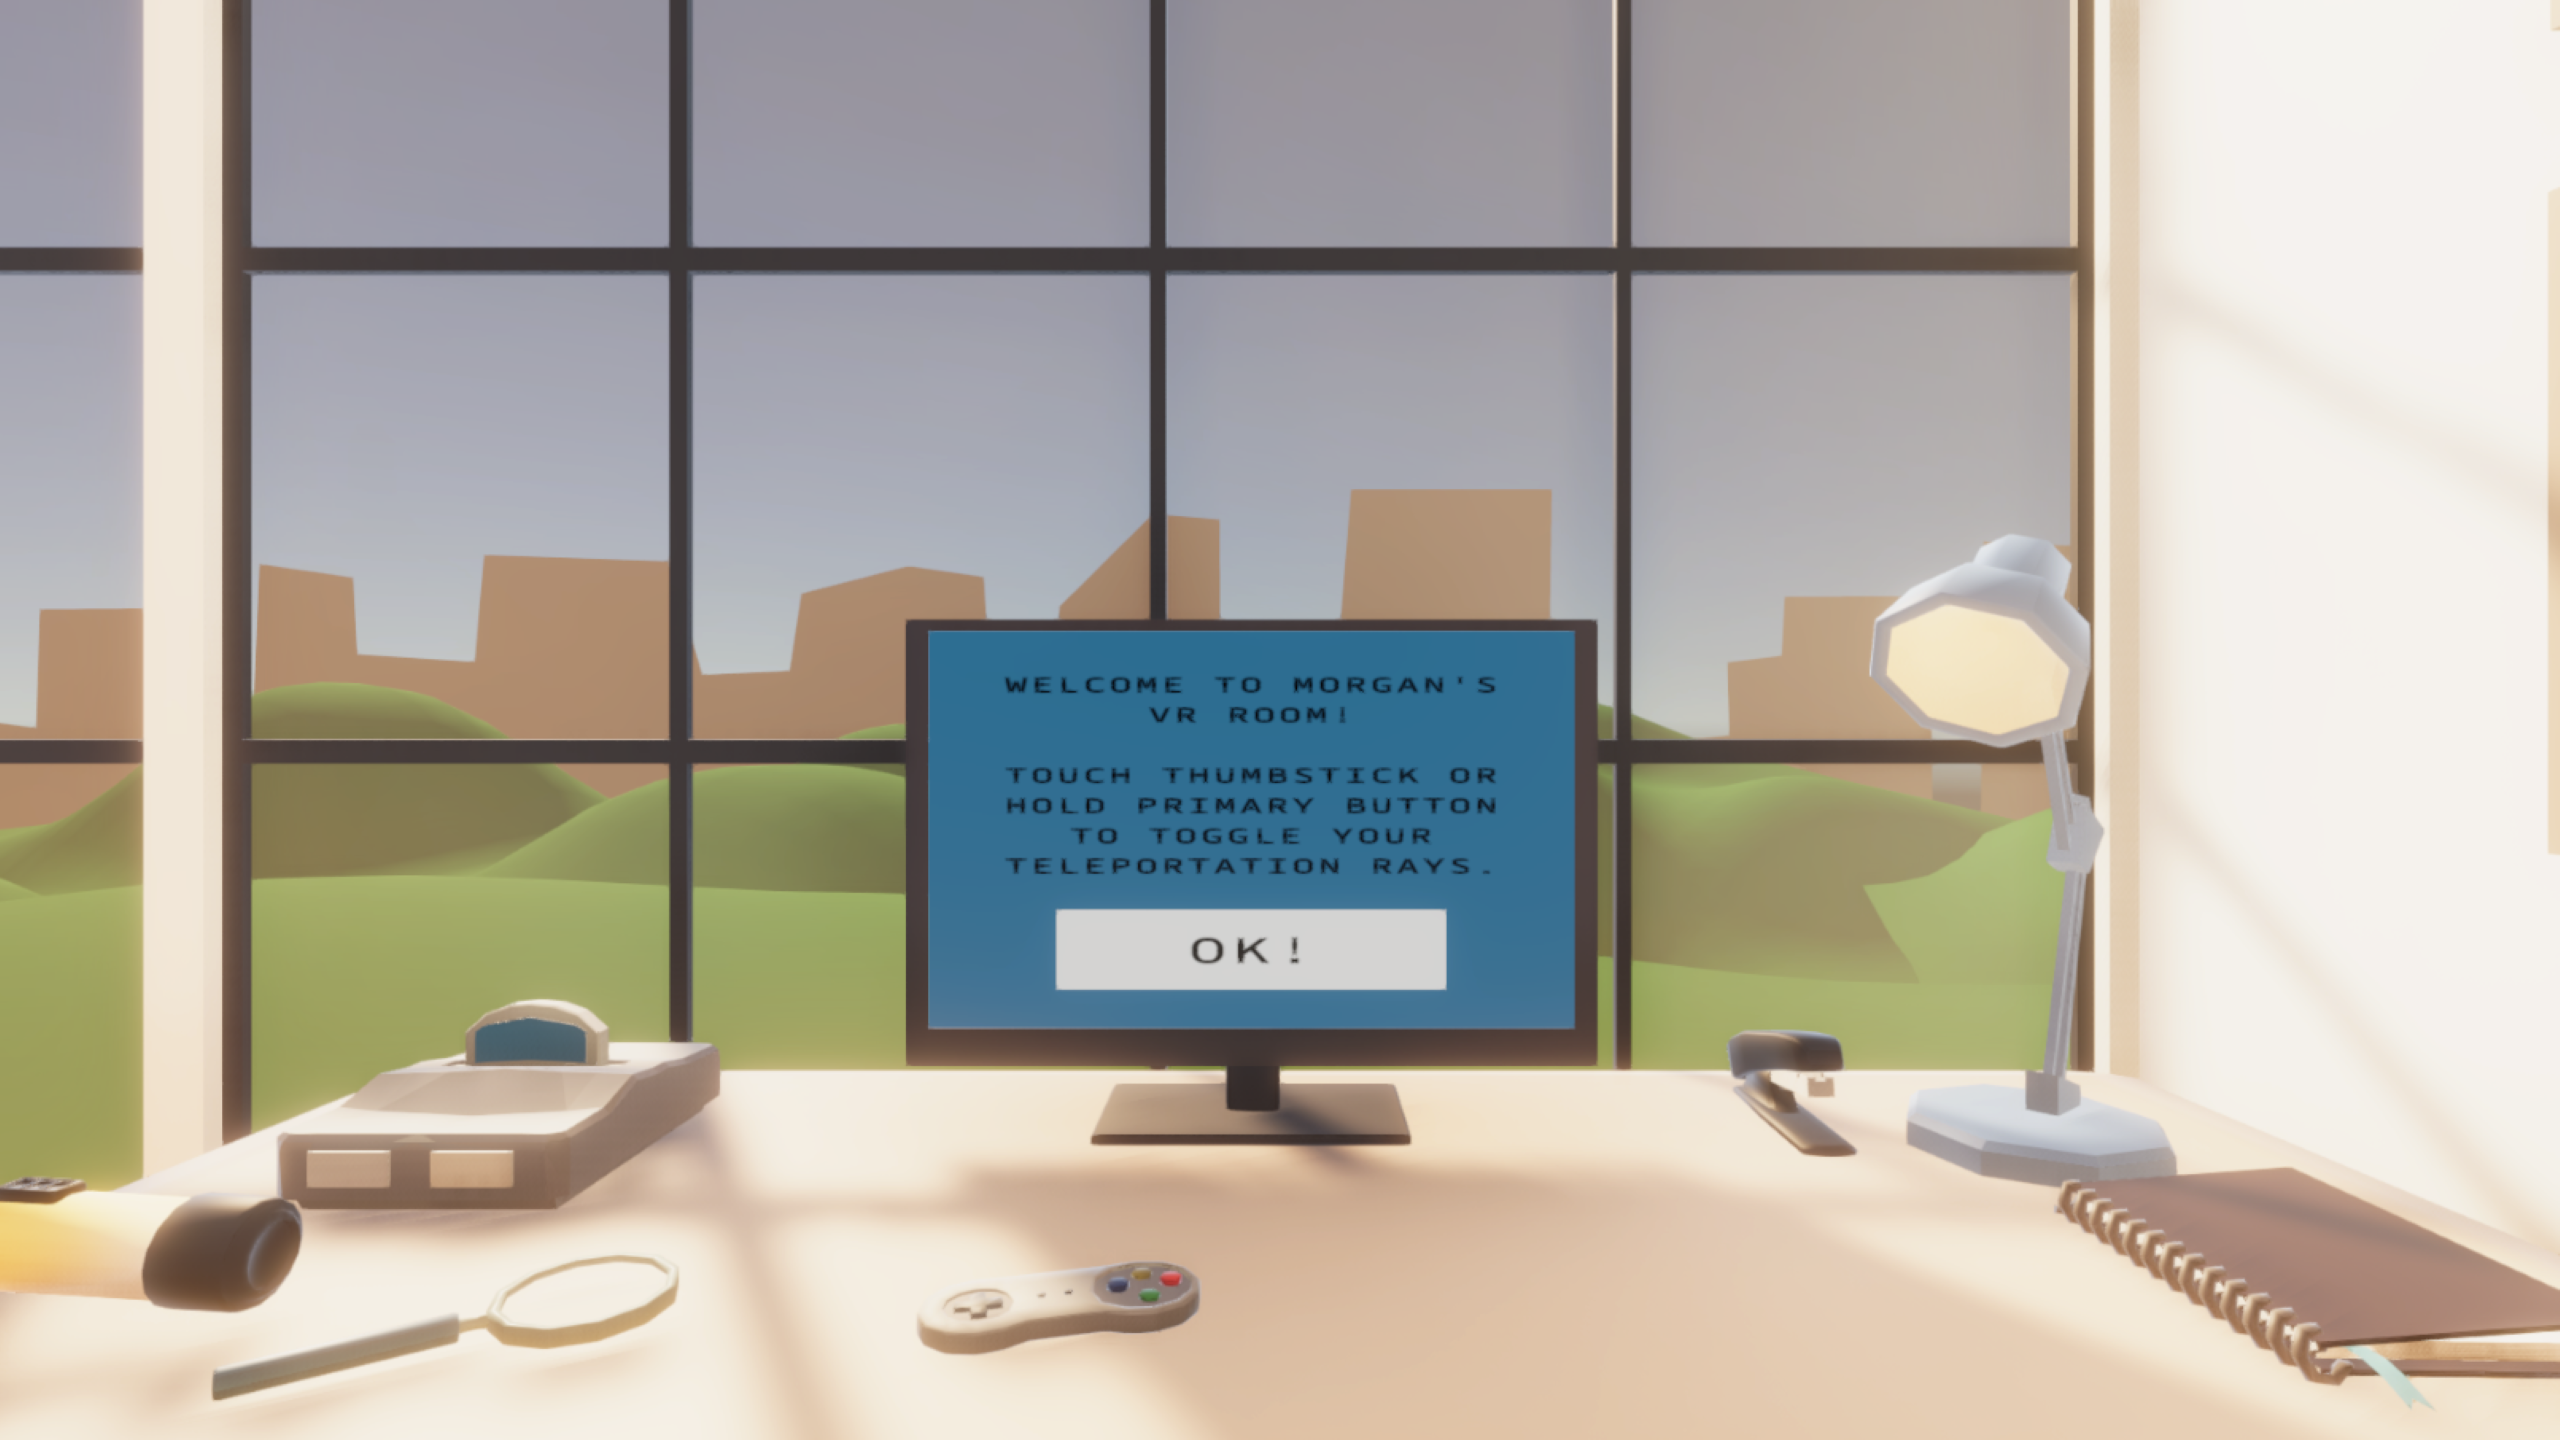 WELCOME TO MORGAN'S
VR ROOM!
TOUCH THUMBSTICK OR
HOLD PRIMARY BUTTON
TO TOGGLE YOUR
TELEPORTATION RAYS.
OK!